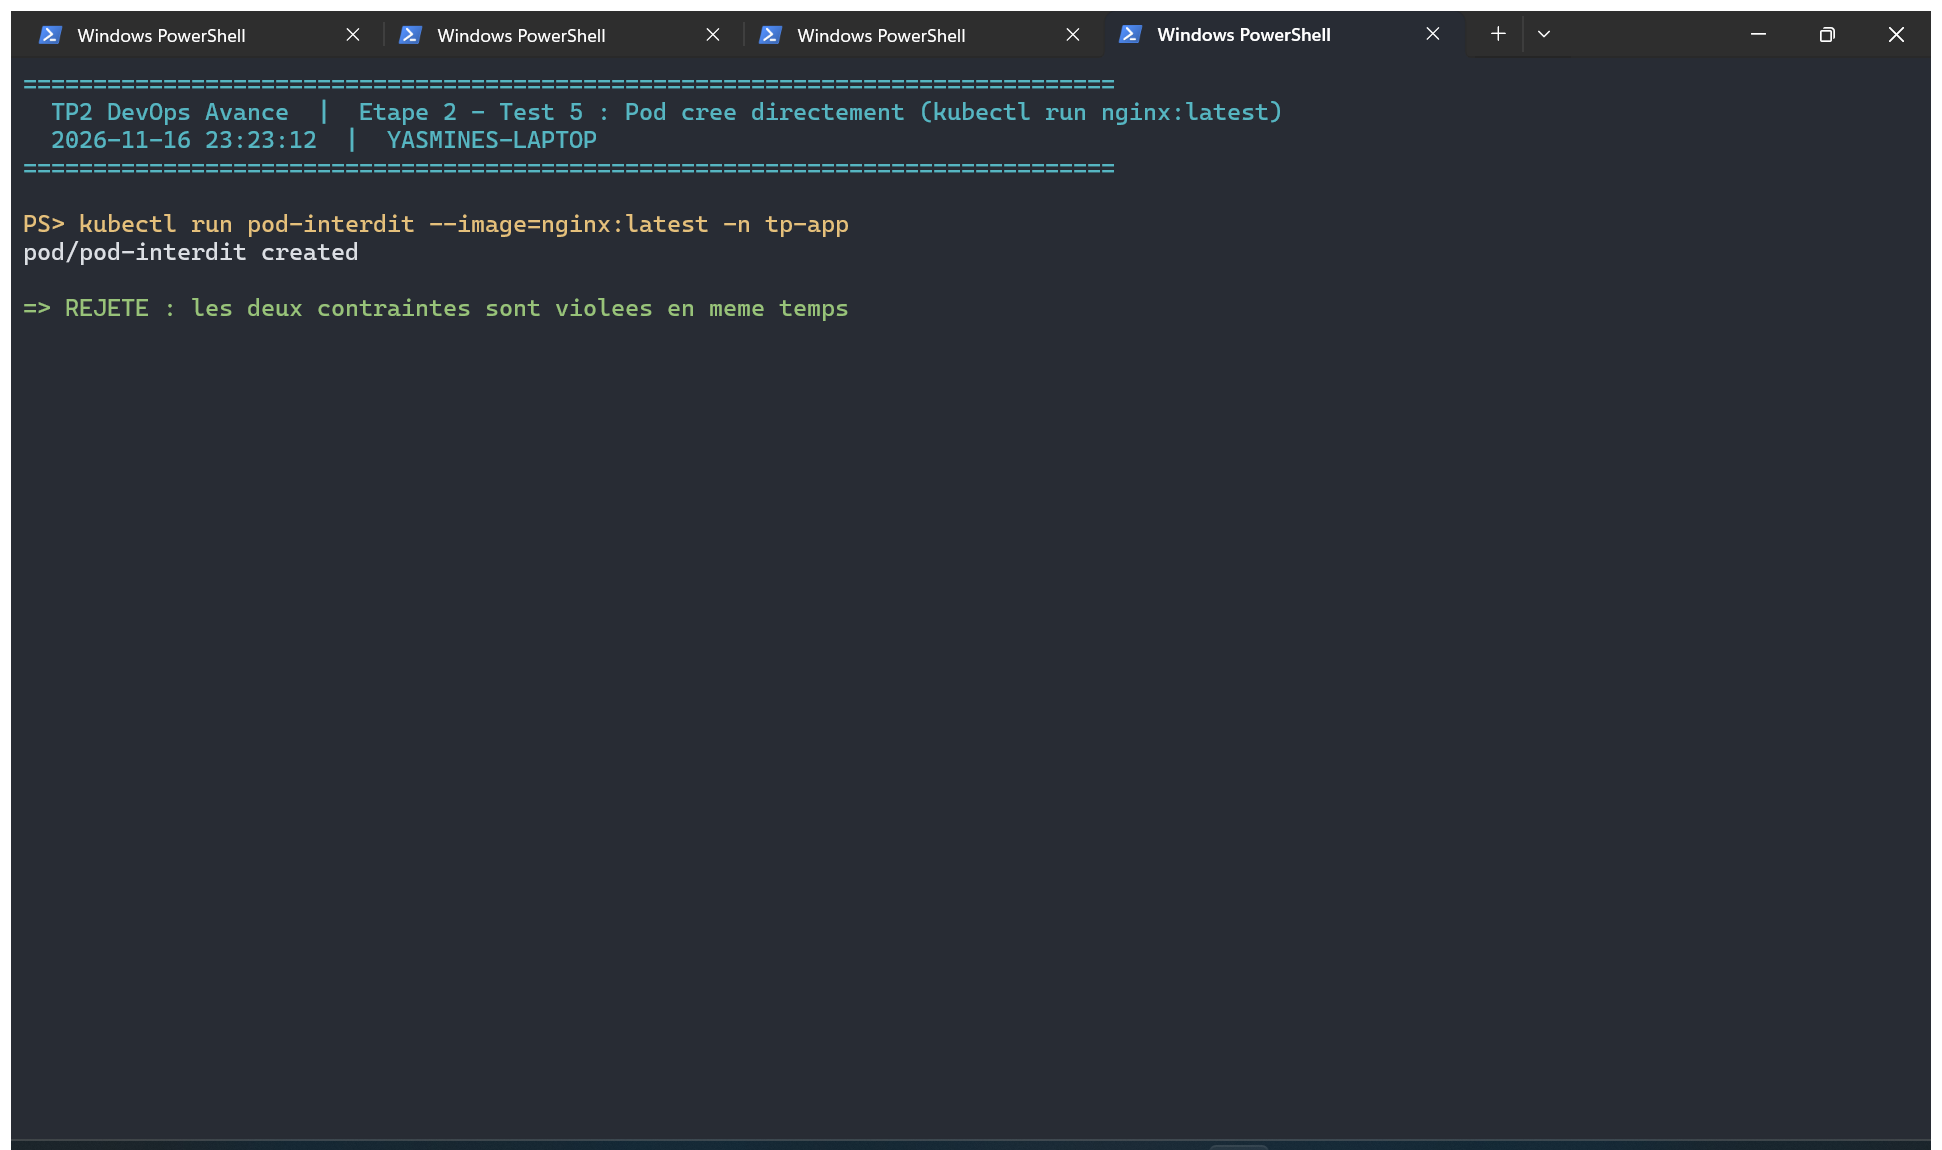 Windows PowerShell Windows PowerShell Windows PowerShell Windows PowerShell
==============================================================================
TP2 DevOps Avance | Etape 2 - Test 5 : Pod cree directement (kubectl run nginx:latest)
2026-11-16 23:23:12 | YASMINES-LAPTOP
==============================================================================
PS> kubectl run pod-interdit --image=nginx:latest -n tp-app
pod/pod-interdit created
=> REJETE : les deux contraintes sont violees en meme temps